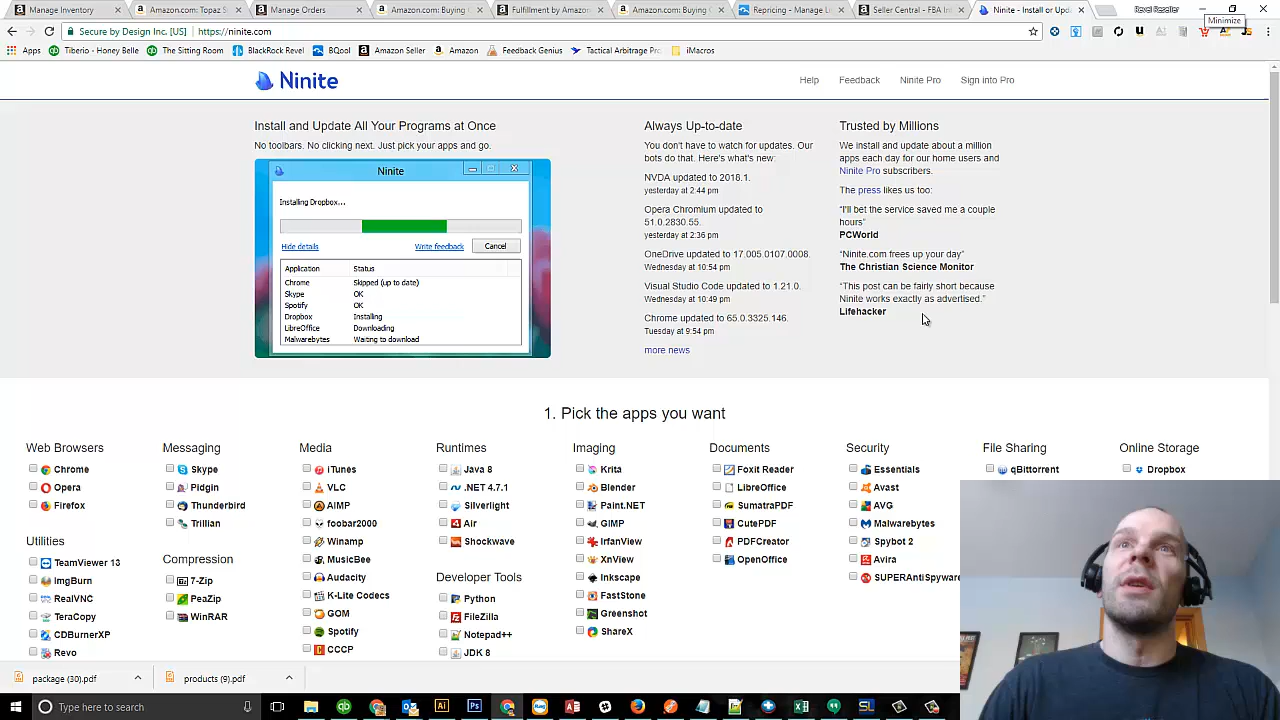 Manage Inventory
Amazon.com: Topaz S
Manage Orders
Amazon.com: Buying C
Fulfillment by Amazon
Amazon.com: Buying C
Repricing - Manage Li
Seller Central - FBA In
Ninite - Install or Upd
Revel Reseller
Minimize
Secure by Design Inc. [US]
https://ninite.com
Apps
Tiberio - Honey Belle
The Sitting Room
BlackRock Revel
BQool
Amazon Seller
Amazon
Feedback Genius
Tactical Arbitrage Pro
iMacros
Ninite
Help
Feedback
Ninite Pro
Sign into Pro
Install and Update All Your Programs at Once
No toolbars. No clicking next. Just pick your apps and go.
Ninite
Installing Dropbox...
Hide details
Write feedback
Cancel
Application Status
Chrome Skipped (up to date)
Skype OK
Spotify OK
Dropbox Installing
LibreOffice Downloading
Malwarebytes Waiting to download
Always Up-to-date
You don't have to watch for updates. Our
bots do that. Here's what's new:
NVDA updated to 2018.1.
yesterday at 2:44 pm
Opera Chromium updated to
51.0.2830.55.
yesterday at 2:36 pm
OneDrive updated to 17.005.0107.0008.
Wednesday at 10:54 pm
Visual Studio Code updated to 1.21.0.
Wednesday at 10:49 pm
Chrome updated to 65.0.3325.146.
Tuesday at 9:54 pm
more news
Trusted by Millions
We install and update about a million
apps each day for our home users and
Ninite Pro subscribers.
The press likes us too:
"I'll bet the service saved me a couple
hours"
PCWorld
"Ninite.com frees up your day"
The Christian Science Monitor
"This post can be fairly short because
Ninite works exactly as advertised."
Lifehacker
1. Pick the apps you want
Web Browsers
Chrome
Opera
Firefox
Utilities
TeamViewer 13
ImgBurn
RealVNC
TeraCopy
CDBurnerXP
Revo
Messaging
Skype
Pidgin
Thunderbird
Trillian
Compression
7-Zip
PeaZip
WinRAR
Media
iTunes
VLC
AIMP
foobar2000
Winamp
MusicBee
Audacity
K-Lite Codecs
GOM
Spotify
CCCP
Runtimes
Java 8
.NET 4.7.1
Silverlight
Air
Shockwave
Developer Tools
Python
FileZilla
Notepad++
JDK 8
Imaging
Krita
Blender
Paint.NET
GIMP
IrfanView
XnView
Inkscape
FastStone
Greenshot
ShareX
Documents
Foxit Reader
LibreOffice
SumatraPDF
CutePDF
PDFCreator
OpenOffice
Security
Essentials
Avast
AVG
Malwarebytes
Spybot 2
Avira
SUPERAntiSpyware
File Sharing
qBittorrent
Online Storage
Dropbox
package (30).pdf
products (9).pdf
Type here to search